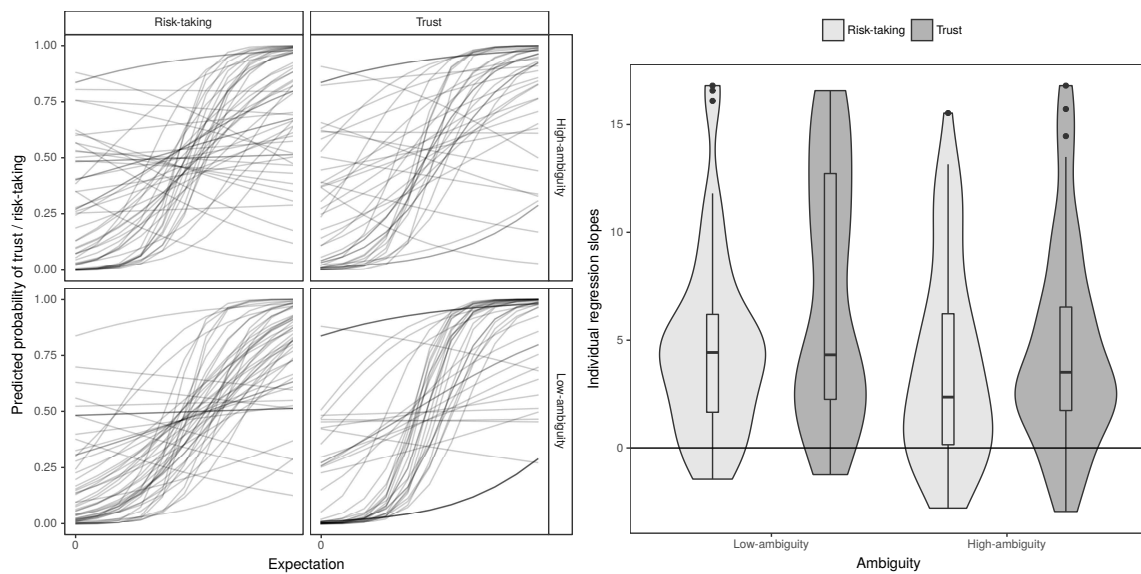 Risk-taking
Trust
High-ambiguity
Low-ambiguity
1.00
0.75
0.50
0.25
0.00
1.00
0.75
0.50
0.25
0.00
0
0
Predicted probability of trust / risk-taking
Expectation
Risk-taking
Trust
15
10
5
0
Individual regression slopes
Low-ambiguity
High-ambiguity
Ambiguity